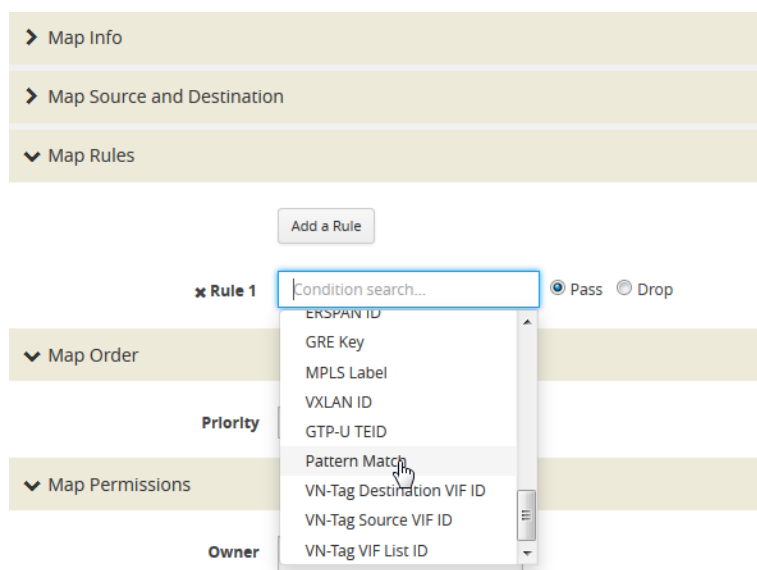 Map Info
Map Source and Destination
Map Rules
Add a Rule
Rule 1 Condition search... Pass Drop
ERSPAN ID
GRE Key
MPLS Label
VXLAN ID
GTP-U TEID
Pattern Match
VN-Tag Destination VIF ID
VN-Tag Source VIF ID
VN-Tag VIF List ID
Map Order
Priority
Map Permissions
Owner